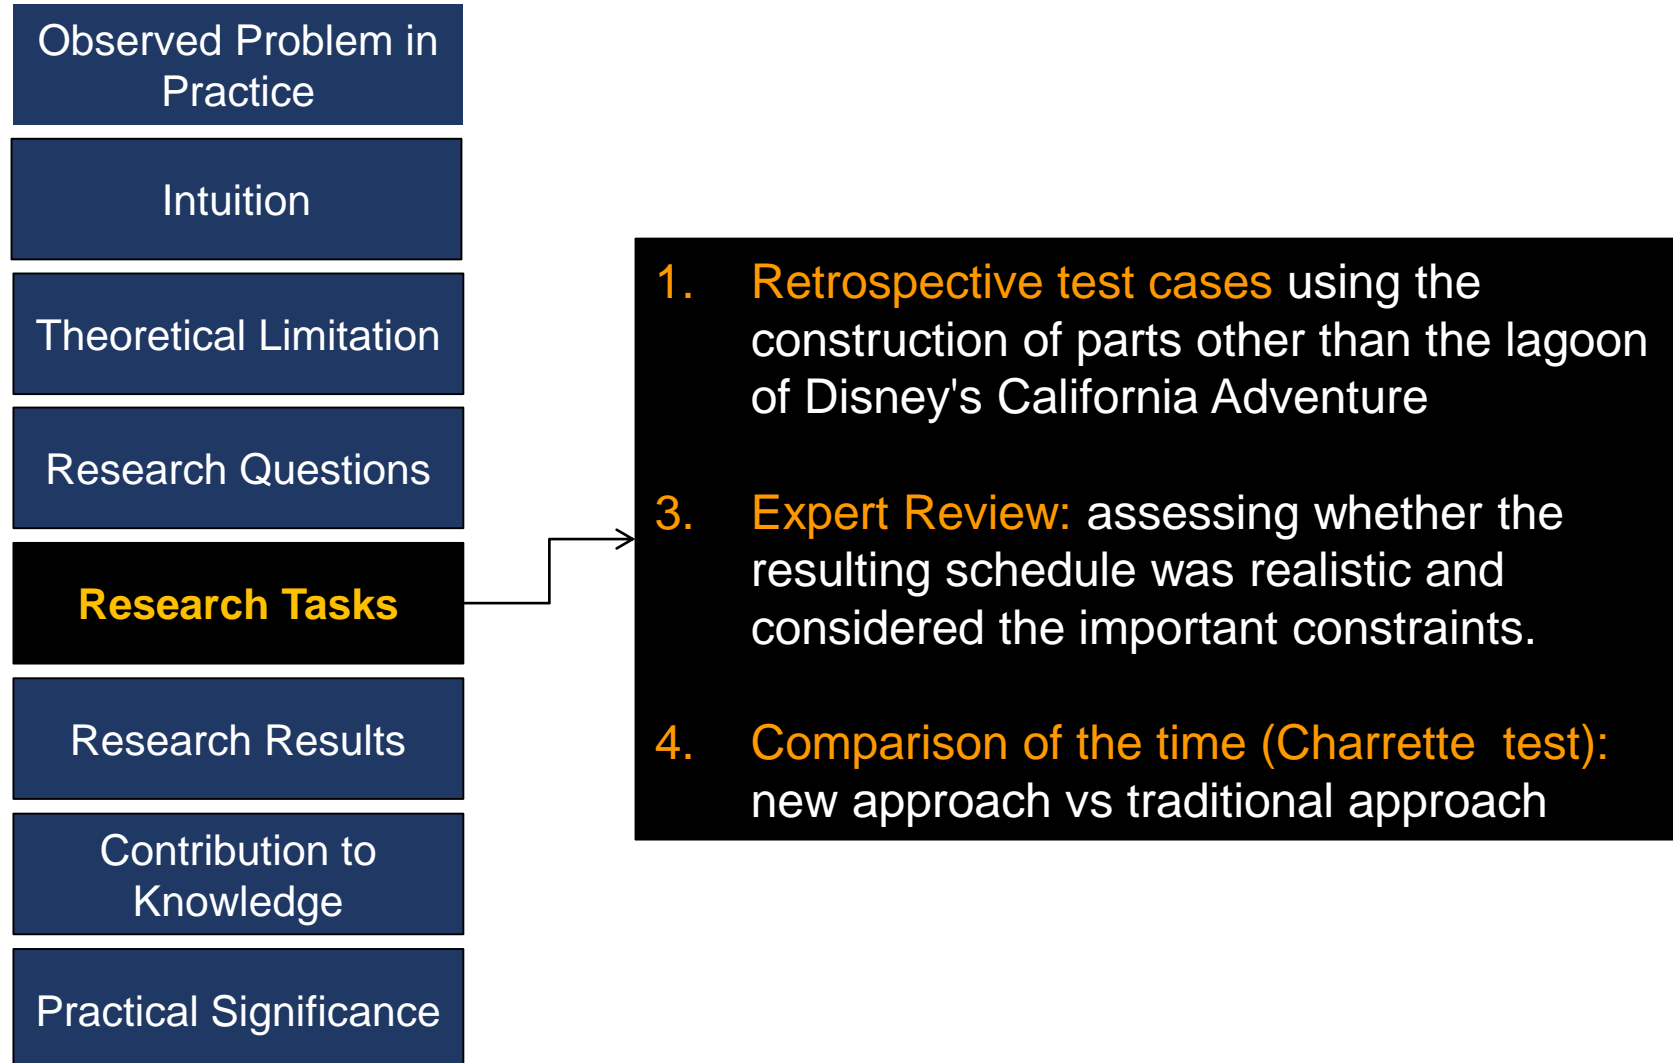 Observed Problem in
Practice
Intuition
Theoretical Limitation
Research Questions
Research Tasks
Research Results
Contribution to
Knowledge
Practical Significance
1. Retrospective test cases using the
construction of parts other than the lagoon
of Disney's California Adventure
3. Expert Review: assessing whether the
resulting schedule was realistic and
considered the important constraints.
4. Comparison of the time (Charrette  test):
new approach vs traditional approach